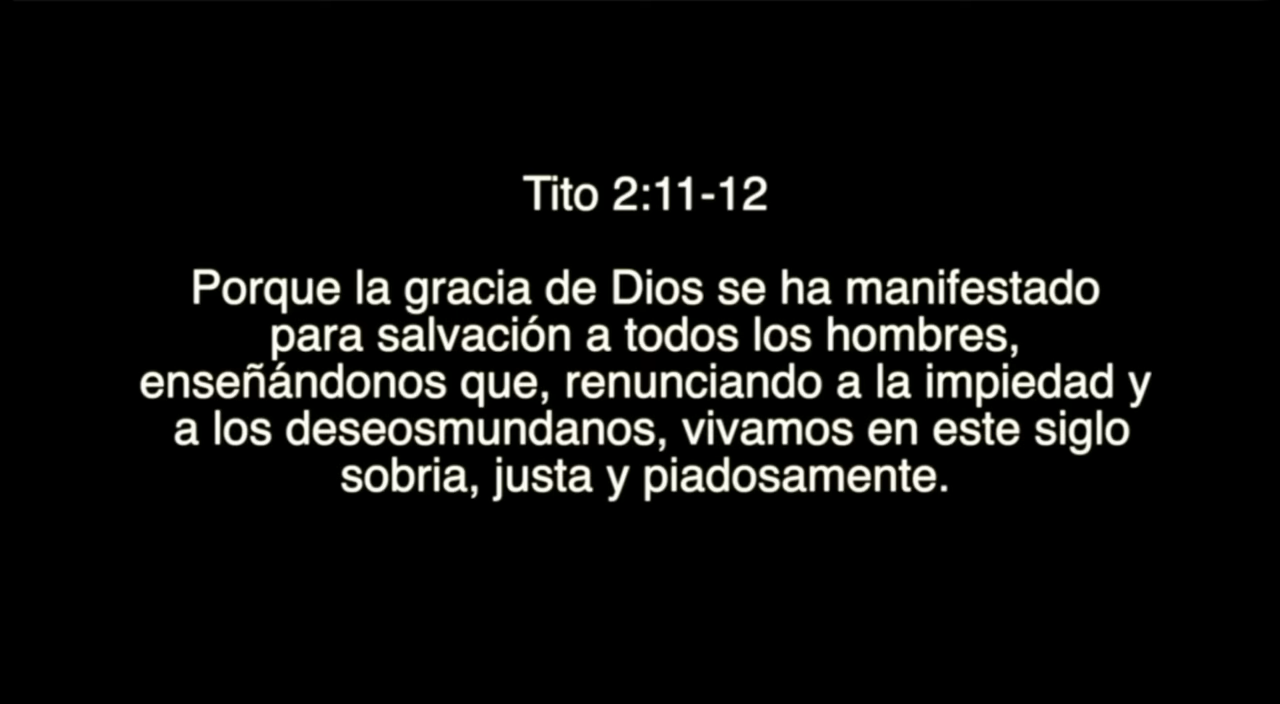 Tito 2:11-12
Porque la gracia de Dios se ha manifestado
para salvación a todos los hombres,
enseñándonos que, renunciando a la impiedad y
a los deseosmundanos, vivamos en este siglo
sobria, justa y piadosamente.